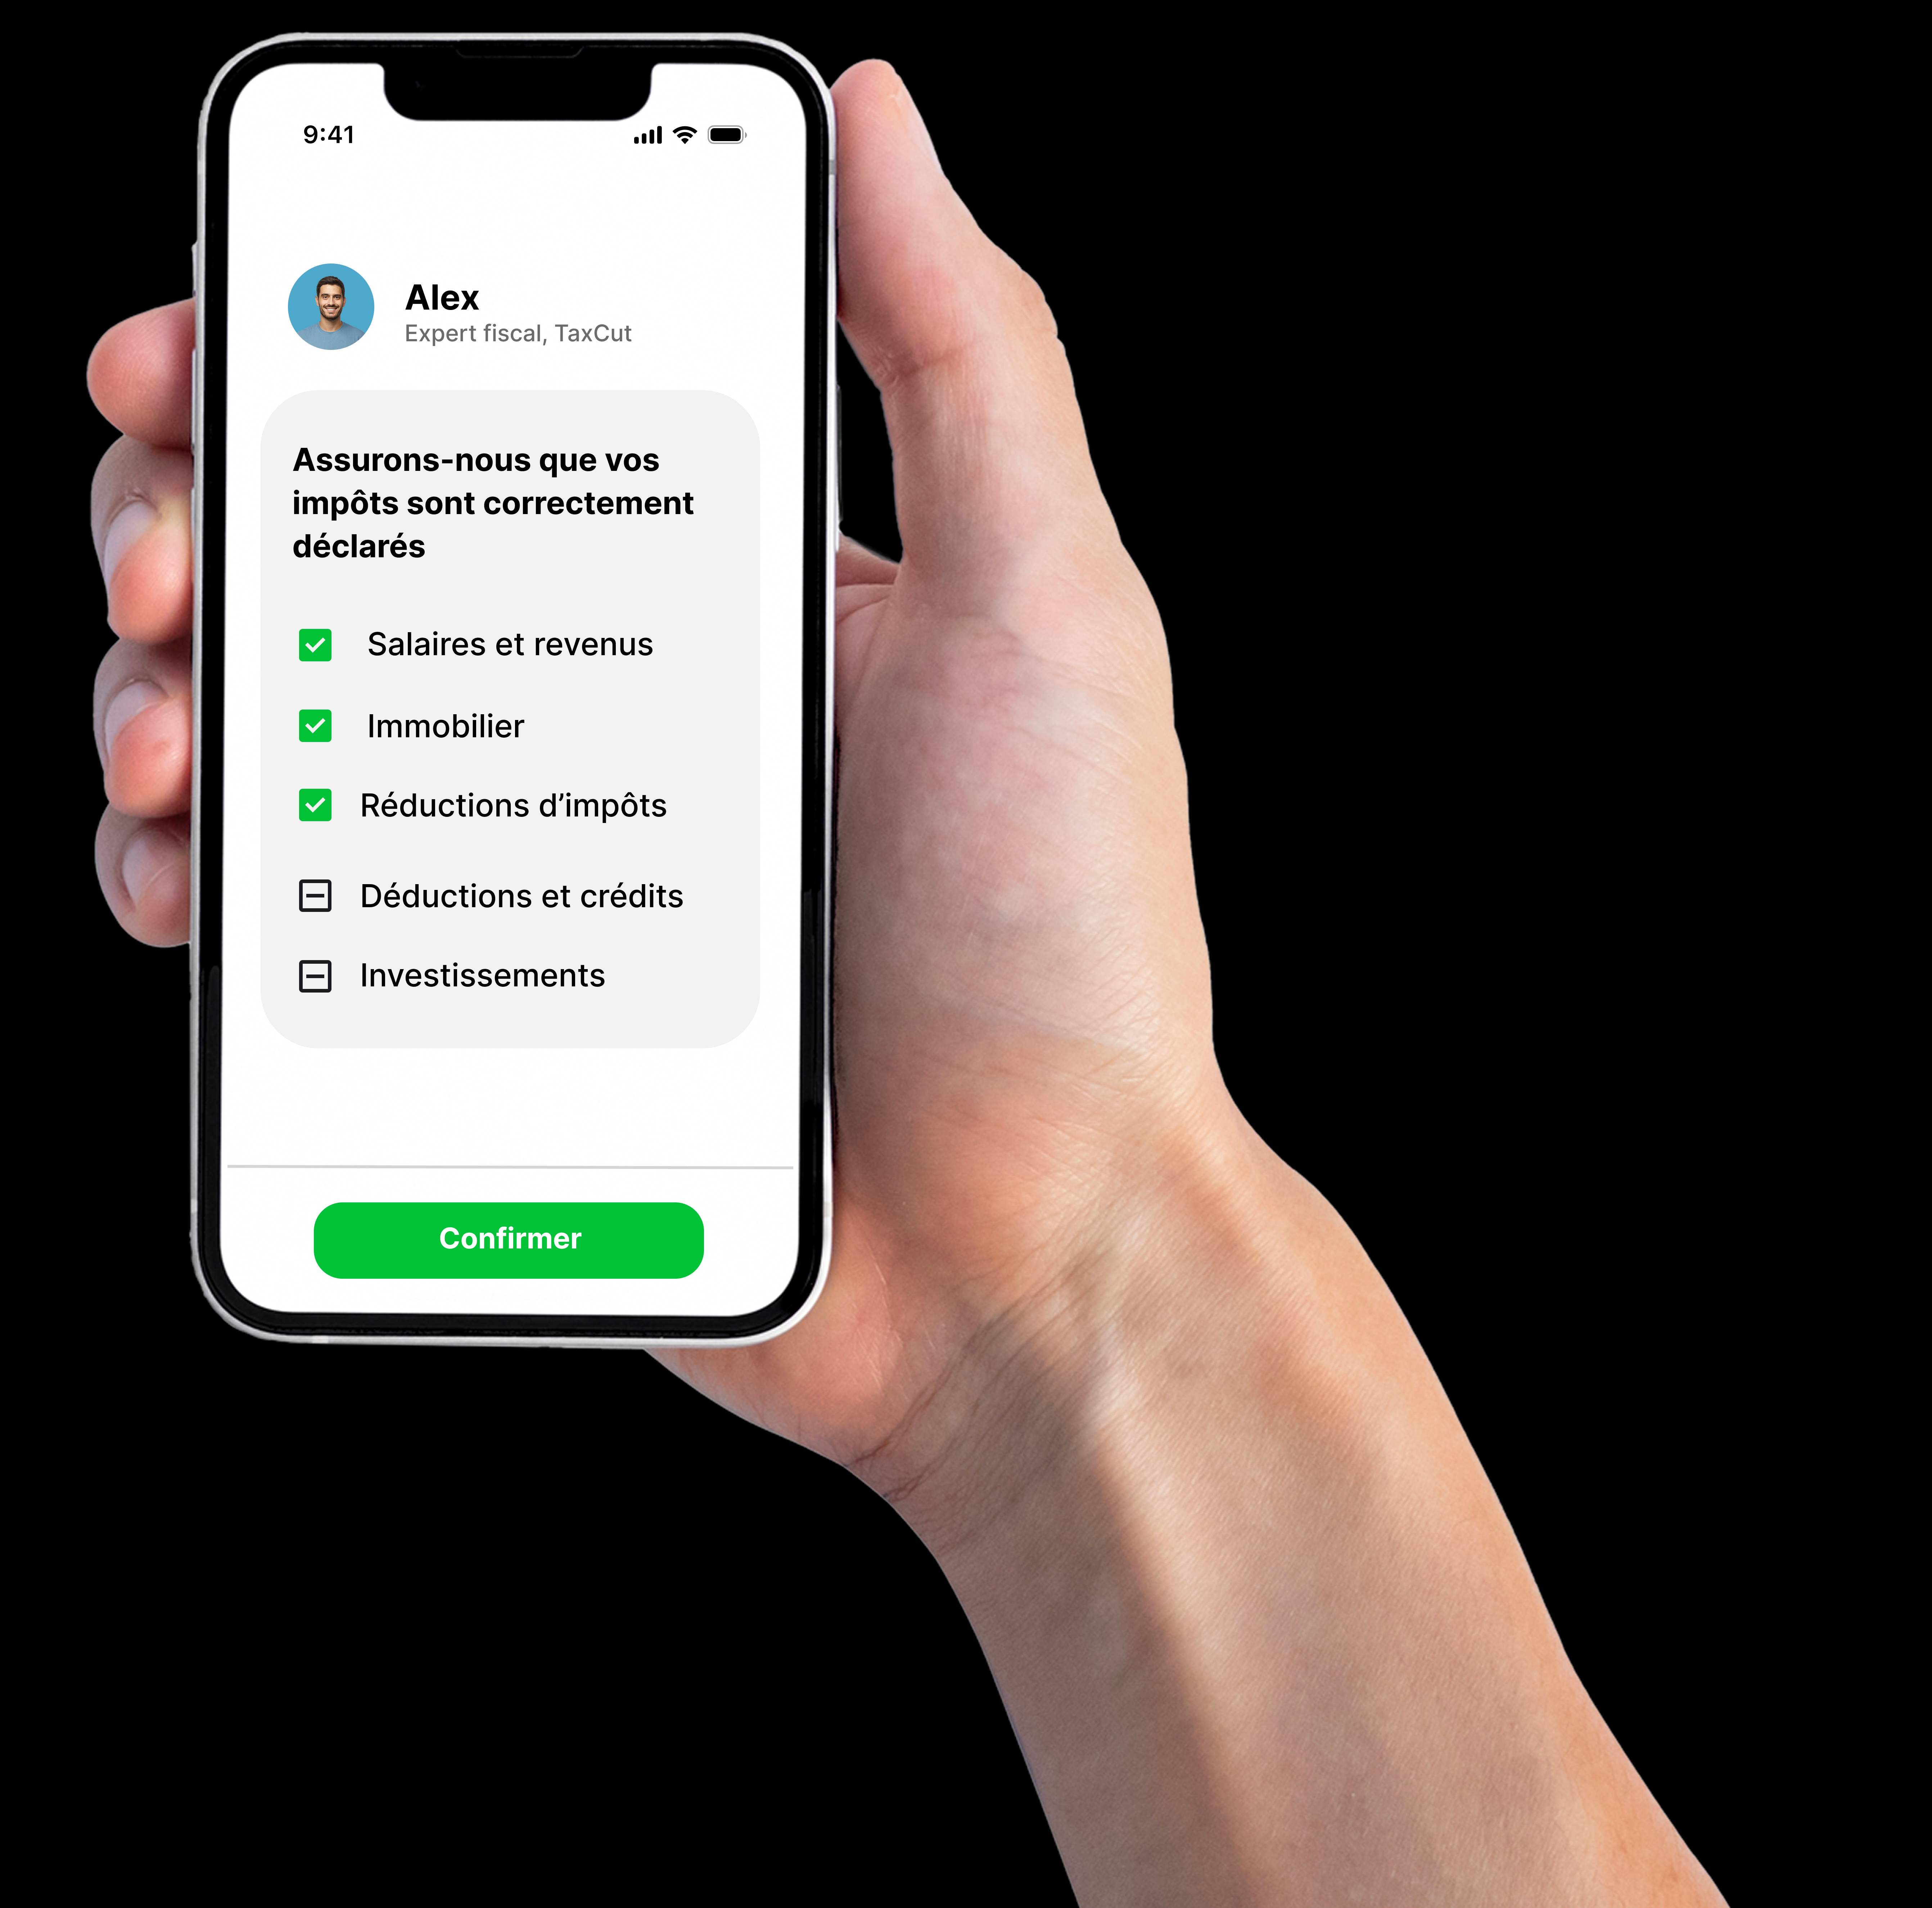 9:41
Alex
Expert fiscal, TaxCut
Assurons-nous que vos
impôts sont correctement
déclarés
Salaires et revenus
Immobilier
Réductions d’impôts
Déductions et crédits
Investissements
Confirmer